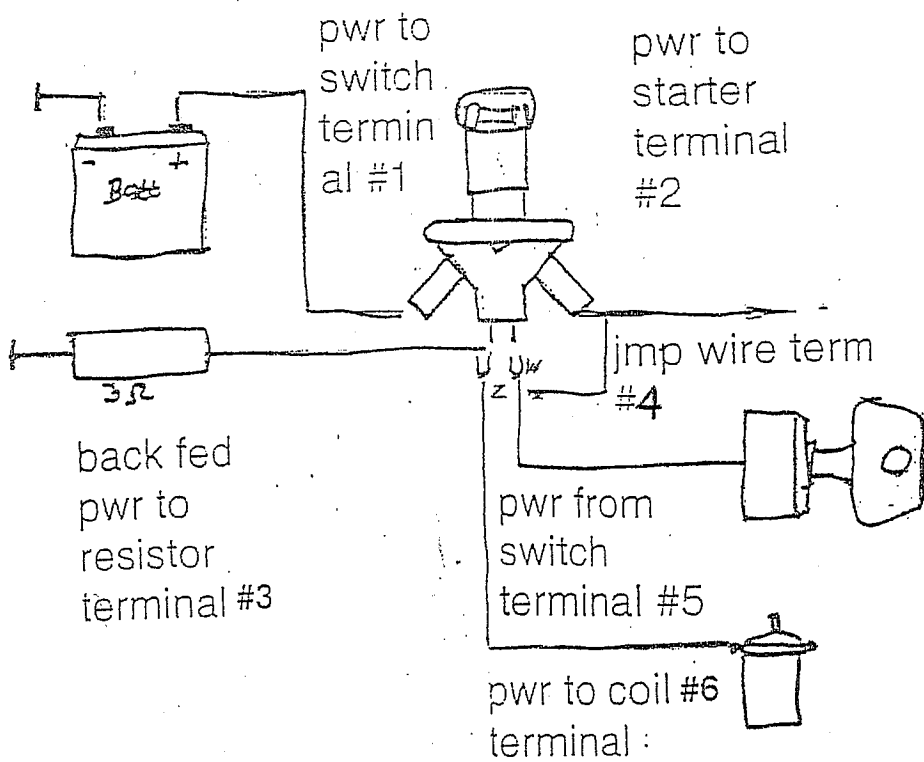 pwr to
switch
termin
al #1
pwr to
starter
terminal
#2
- +
Batt
3Ω
jmp wire term
#4
back fed
pwr to
resistor
terminal #3
pwr from
switch
terminal #5
pwr to coil #6
terminal :